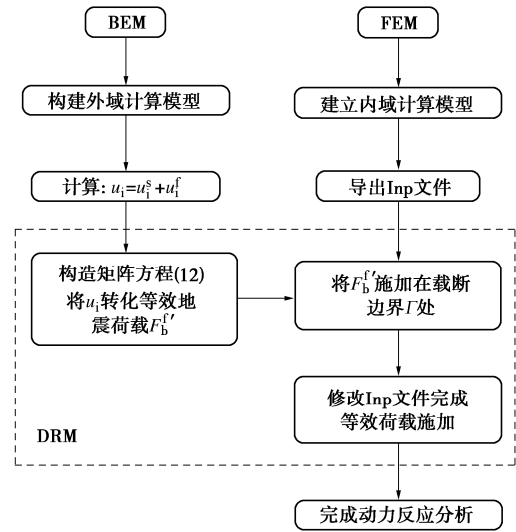 BEM
FEM
构建外域计算模型
建立内域计算模型
计算: u_i=u_i^s+u_i^f
导出Inp文件
构造矩阵方程(12)
将u_i转化等效地
震荷载F_b^f′
将F_b^f′施加在载断
边界Γ处
修改Inp文件完成
等效荷载施加
DRM
完成动力反应分析